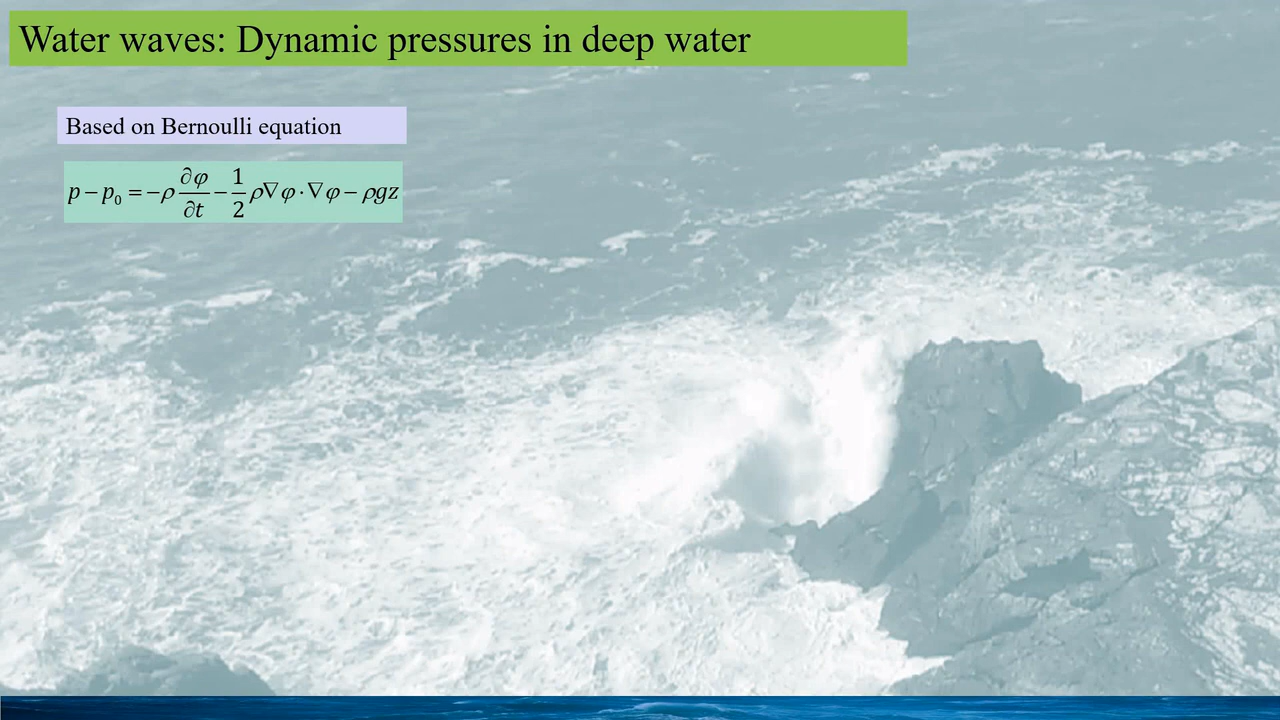 Water waves: Dynamic pressures in deep water
Based on Bernoulli equation
p − p₀ = −ρ ∂φ/∂t − 1/2 ρ∇φ·∇φ − ρgz